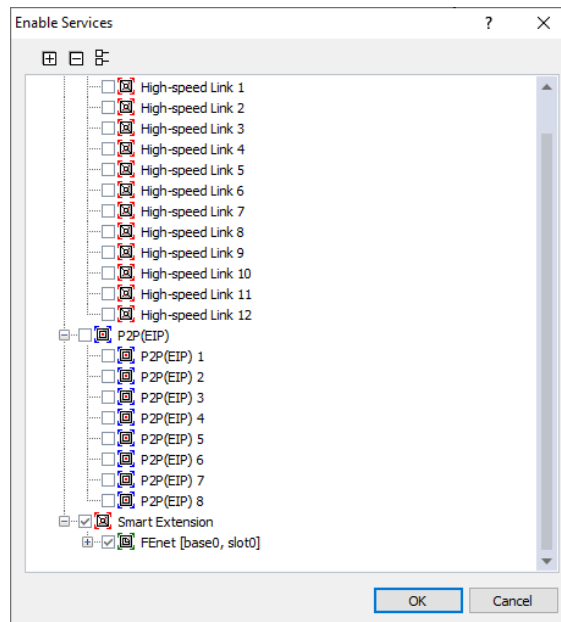 Enable Services
High-speed Link 1
High-speed Link 2
High-speed Link 3
High-speed Link 4
High-speed Link 5
High-speed Link 6
High-speed Link 7
High-speed Link 8
High-speed Link 9
High-speed Link 10
High-speed Link 11
High-speed Link 12
P2P(EIP)
P2P(EIP) 1
P2P(EIP) 2
P2P(EIP) 3
P2P(EIP) 4
P2P(EIP) 5
P2P(EIP) 6
P2P(EIP) 7
P2P(EIP) 8
Smart Extension
FEnet [base0, slot0]
OK Cancel